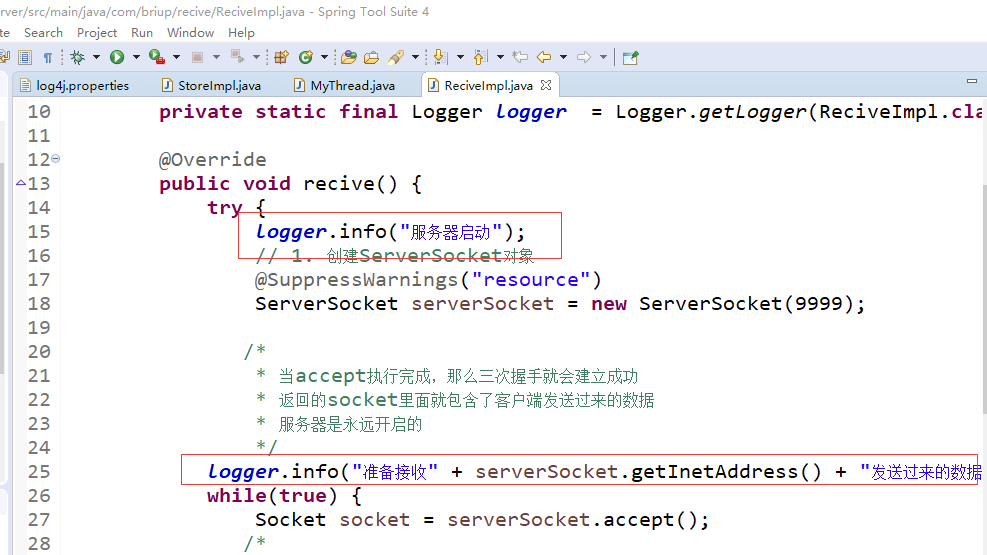 rver/src/main/java/com/briup/recive/ReciveImpl.java - Spring Tool Suite 4
te Search Project Run Window Help
log4j.properties StoreImpl.java MyThread.java ReciveImpl.java
10 private static final Logger logger = Logger.getLogger(ReciveImpl.cla
11
12 @Override
13 public void recive() {
14 try {
15 logger.info("服务器启动");
16 // 1. 创建ServerSocket对象
17 @SuppressWarnings("resource")
18 ServerSocket serverSocket = new ServerSocket(9999);
19
20 /*
21 * 当accept执行完成，那么三次握手就会建立成功
22 * 返回的socket里面就包含了客户端发送过来的数据
23 * 服务器是永远开启的
24 */
25 logger.info("准备接收" + serverSocket.getInetAddress() + "发送过来的数据
26 while(true) {
27 Socket socket = serverSocket.accept();
28 /*